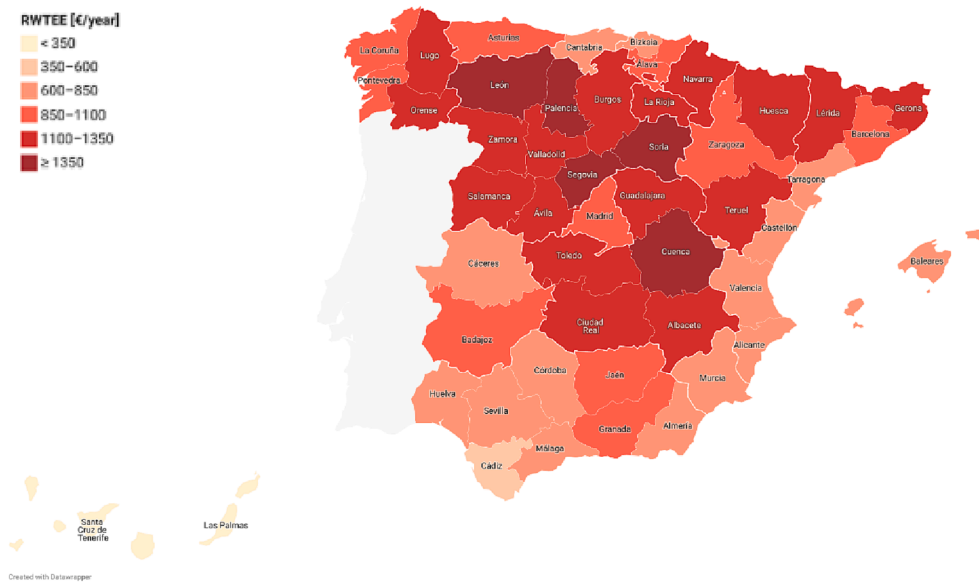 RWTEE [€/year]
< 350
350–600
600–850
850–1100
1100–1350
≥ 1350
La Coruña
Lugo
Asturias
Cantabria
Bizkaia
Álava
Navarra
Pontevedra
Orense
León
Palencia
Burgos
La Rioja
Huesca
Lérida
Gerona
Barcelona
Zamora
Valladolid
Soria
Zaragoza
Segovia
Tarragona
Salamanca
Ávila
Madrid
Guadalajara
Teruel
Castellón
Cáceres
Toledo
Cuenca
Valencia
Baleares
Badajoz
Ciudad
Real
Albacete
Alicante
Huelva
Córdoba
Jaén
Murcia
Sevilla
Granada
Almería
Málaga
Cádiz
Santa
Cruz de
Tenerife
Las Palmas
Created with Datawrapper